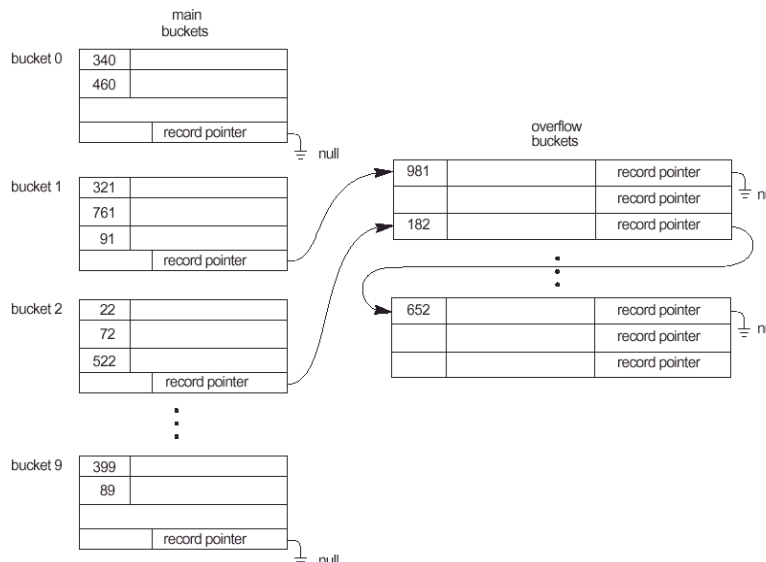 main
buckets
bucket 0
340
460
record pointer
null
bucket 1
321
761
91
record pointer
bucket 2
22
72
522
record pointer
bucket 9
399
89
record pointer
null
overflow
buckets
981 record pointer
record pointer
182 record pointer
652 record pointer
record pointer
record pointer